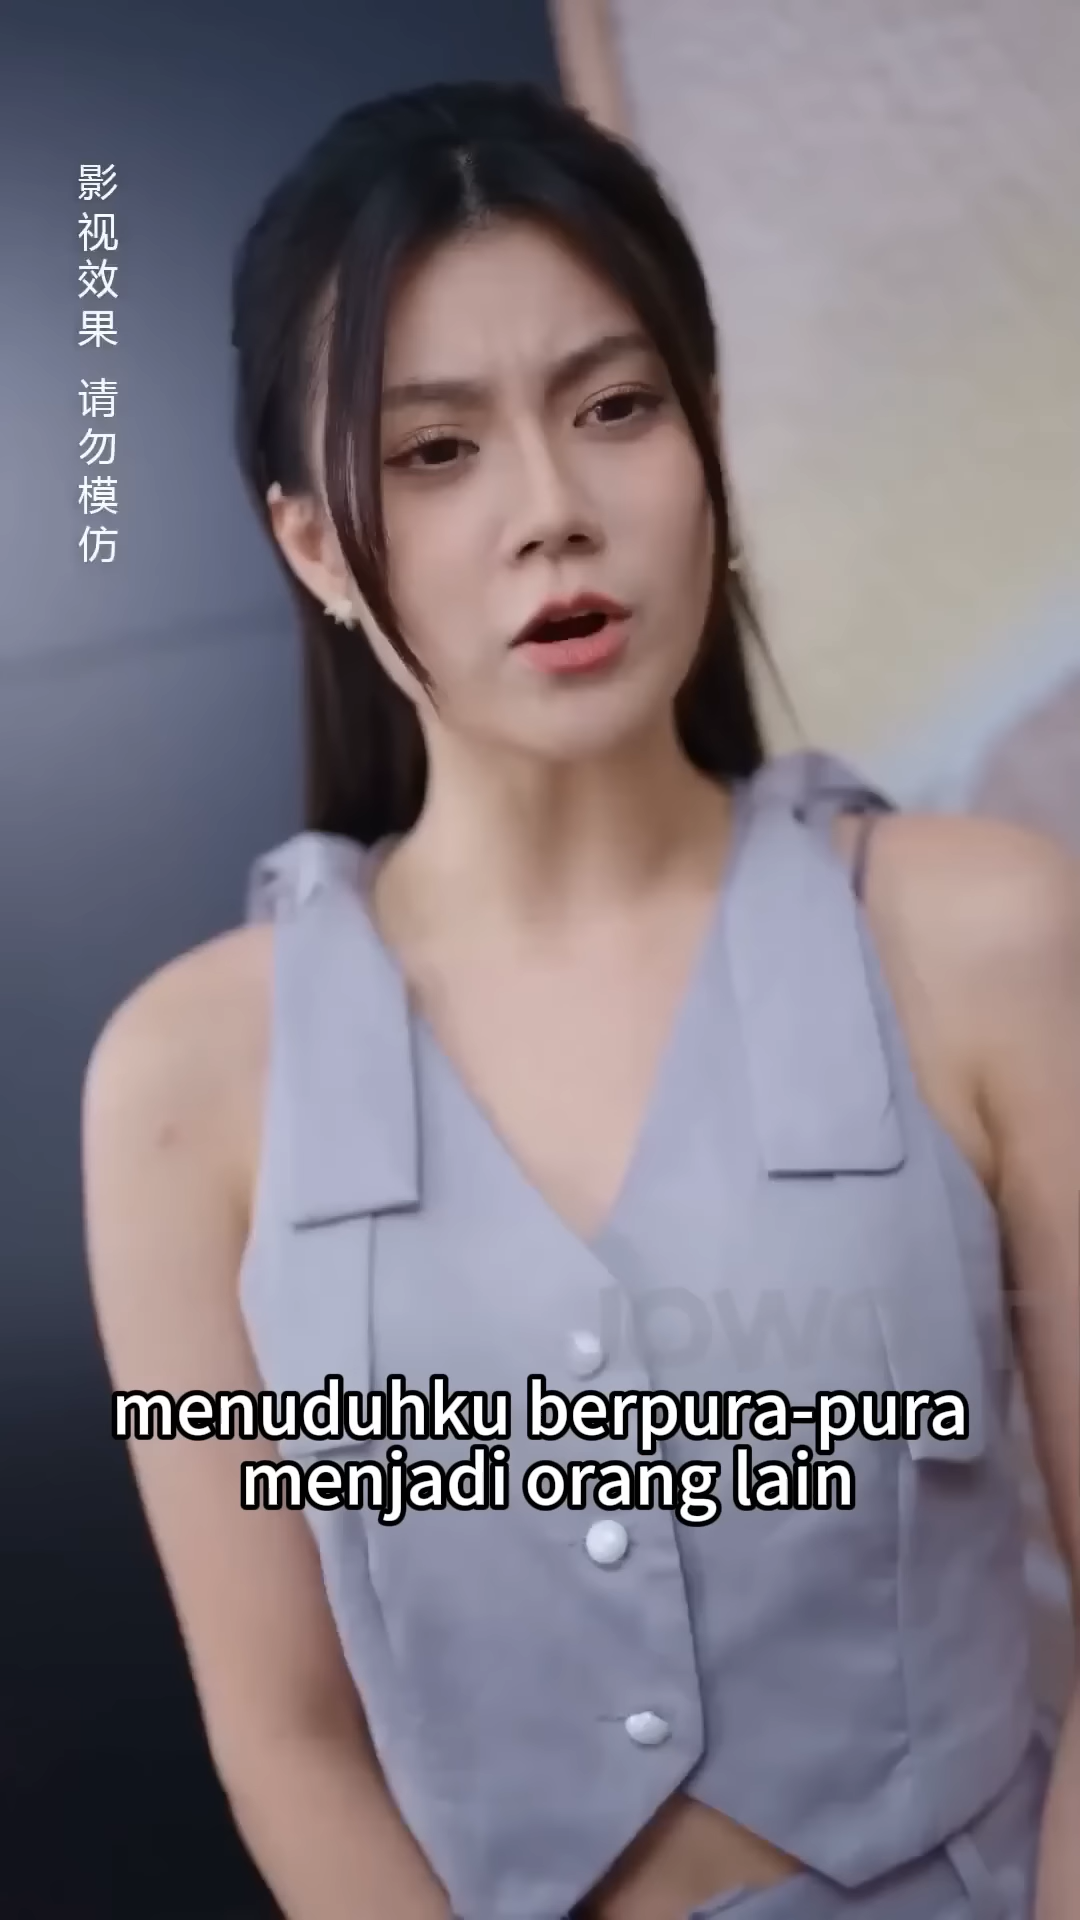 影视效果 请勿模仿
menuduhku berpura-pura
menjadi orang lain